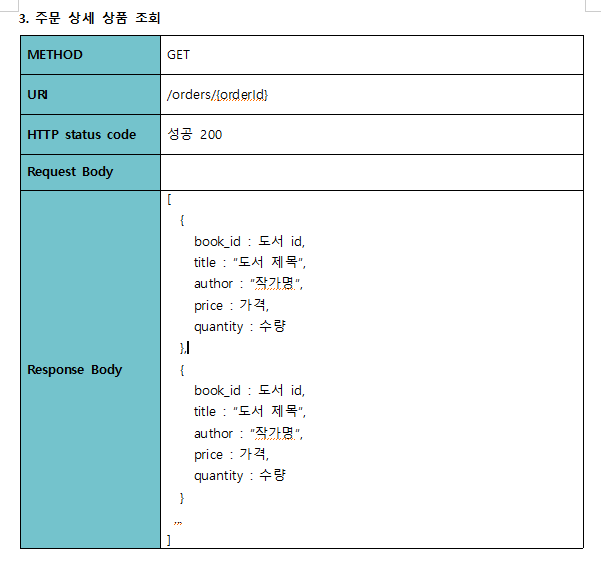 3. 주문 상세 상품 조회
METHOD GET
URI /orders/{orderId}
HTTP status code 성공 200
Request Body
Response Body
[
{
book_id : 도서 id,
title : "도서 제목",
author : "작가명",
price : 가격,
quantity : 수량
},
{
book_id : 도서 id,
title : "도서 제목",
author : "작가명",
price : 가격,
quantity : 수량
}
,,,
]